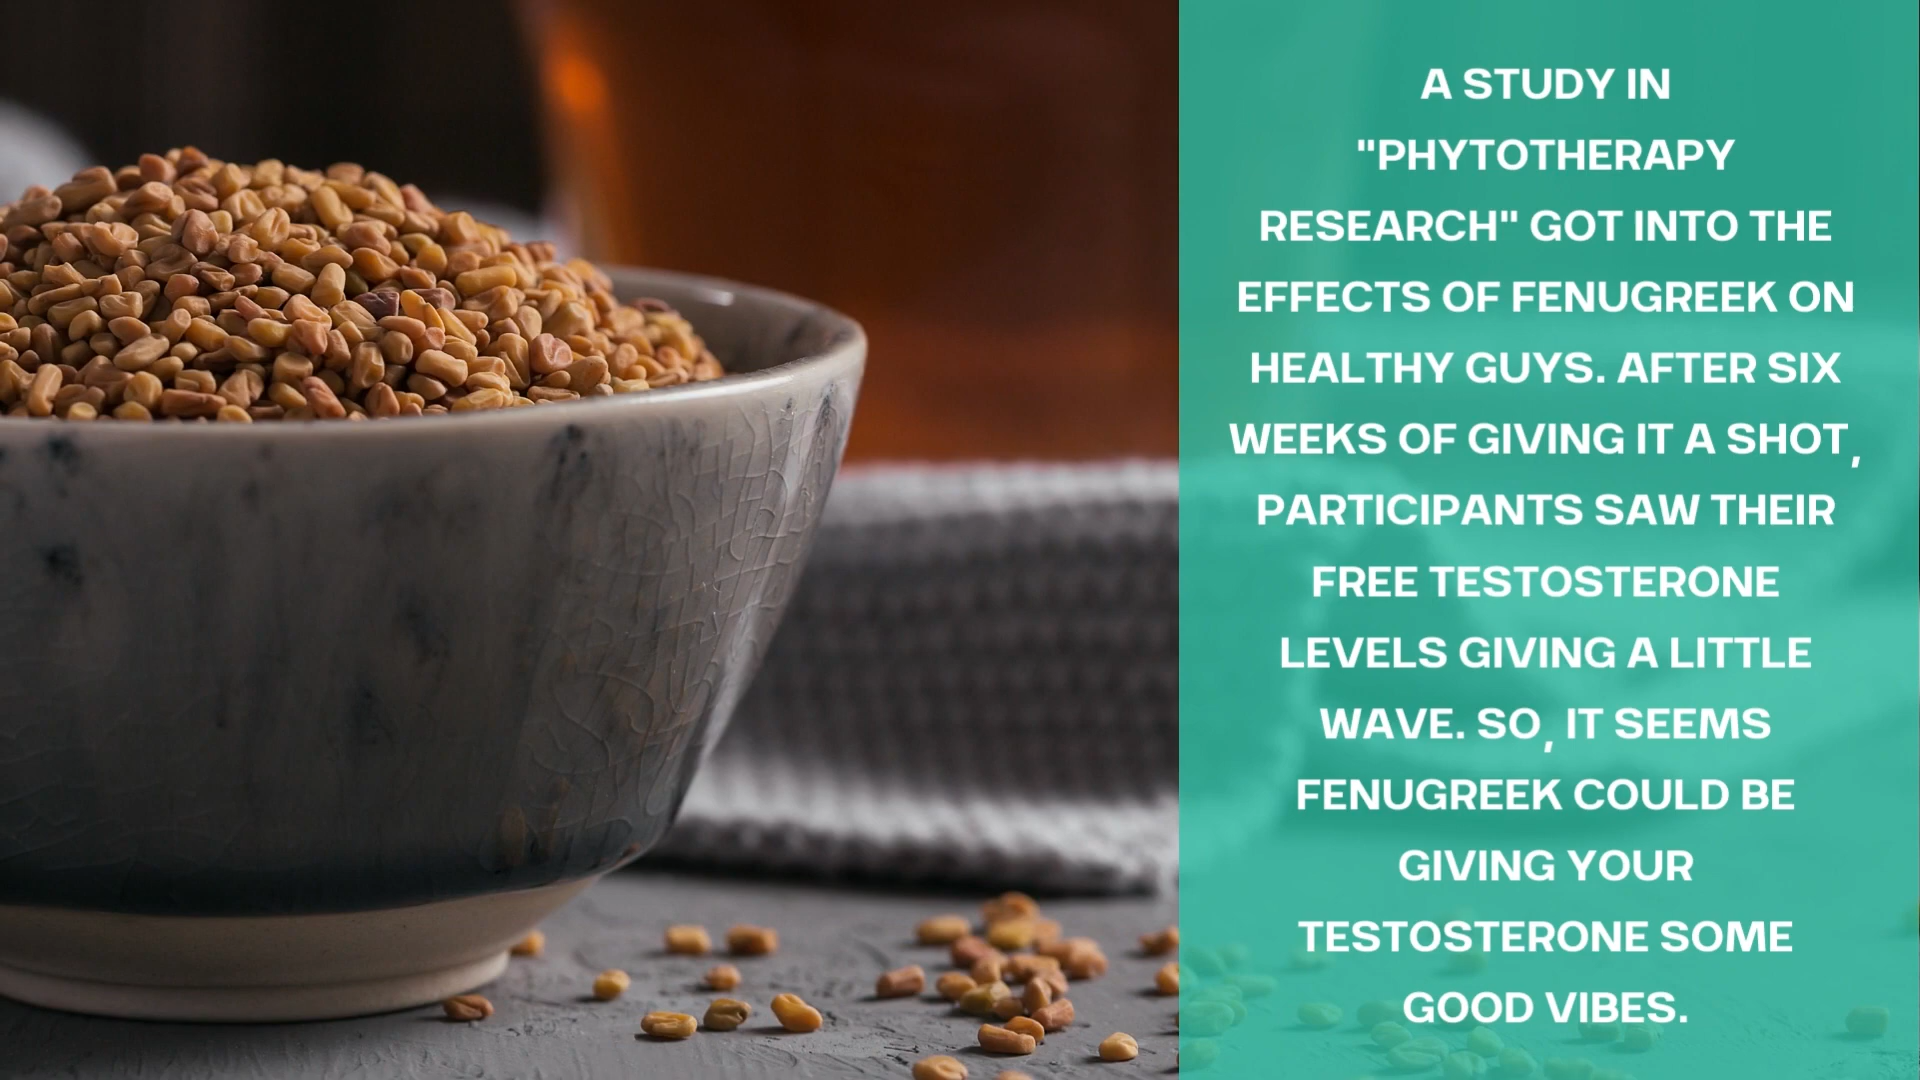 A STUDY IN
"PHYTOTHERAPY
RESEARCH" GOT INTO THE
EFFECTS OF FENUGREEK ON
HEALTHY GUYS. AFTER SIX
WEEKS OF GIVING IT A SHOT,
PARTICIPANTS SAW THEIR
FREE TESTOSTERONE
LEVELS GIVING A LITTLE
WAVE. SO, IT SEEMS
FENUGREEK COULD BE
GIVING YOUR
TESTOSTERONE SOME
GOOD VIBES.